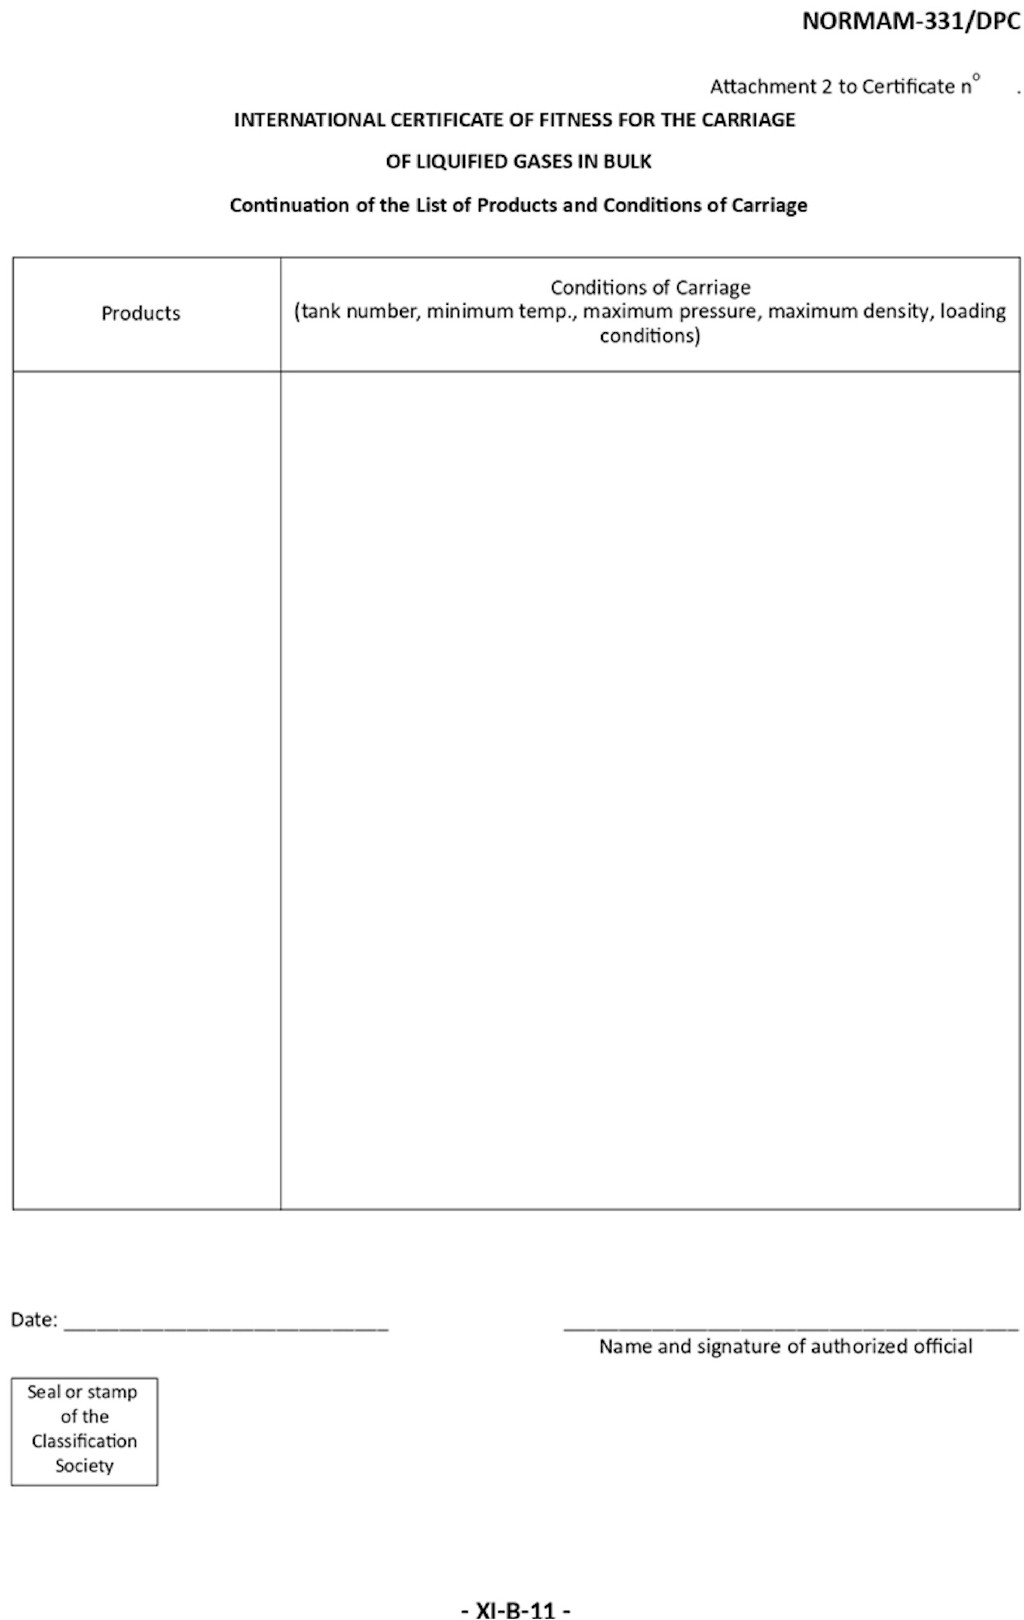 NORMAM-331/DPC
Attachment 2 to Certificate nº .
INTERNATIONAL CERTIFICATE OF FITNESS FOR THE CARRIAGE
OF LIQUIFIED GASES IN BULK
Continuation of the List of Products and Conditions of Carriage
Products
Conditions of Carriage
(tank number, minimum temp., maximum pressure, maximum density, loading
conditions)
Date: ______________________________
__________________________________________
Name and signature of authorized official
Seal or stamp
of the
Classification
Society
- XI-B-11 -